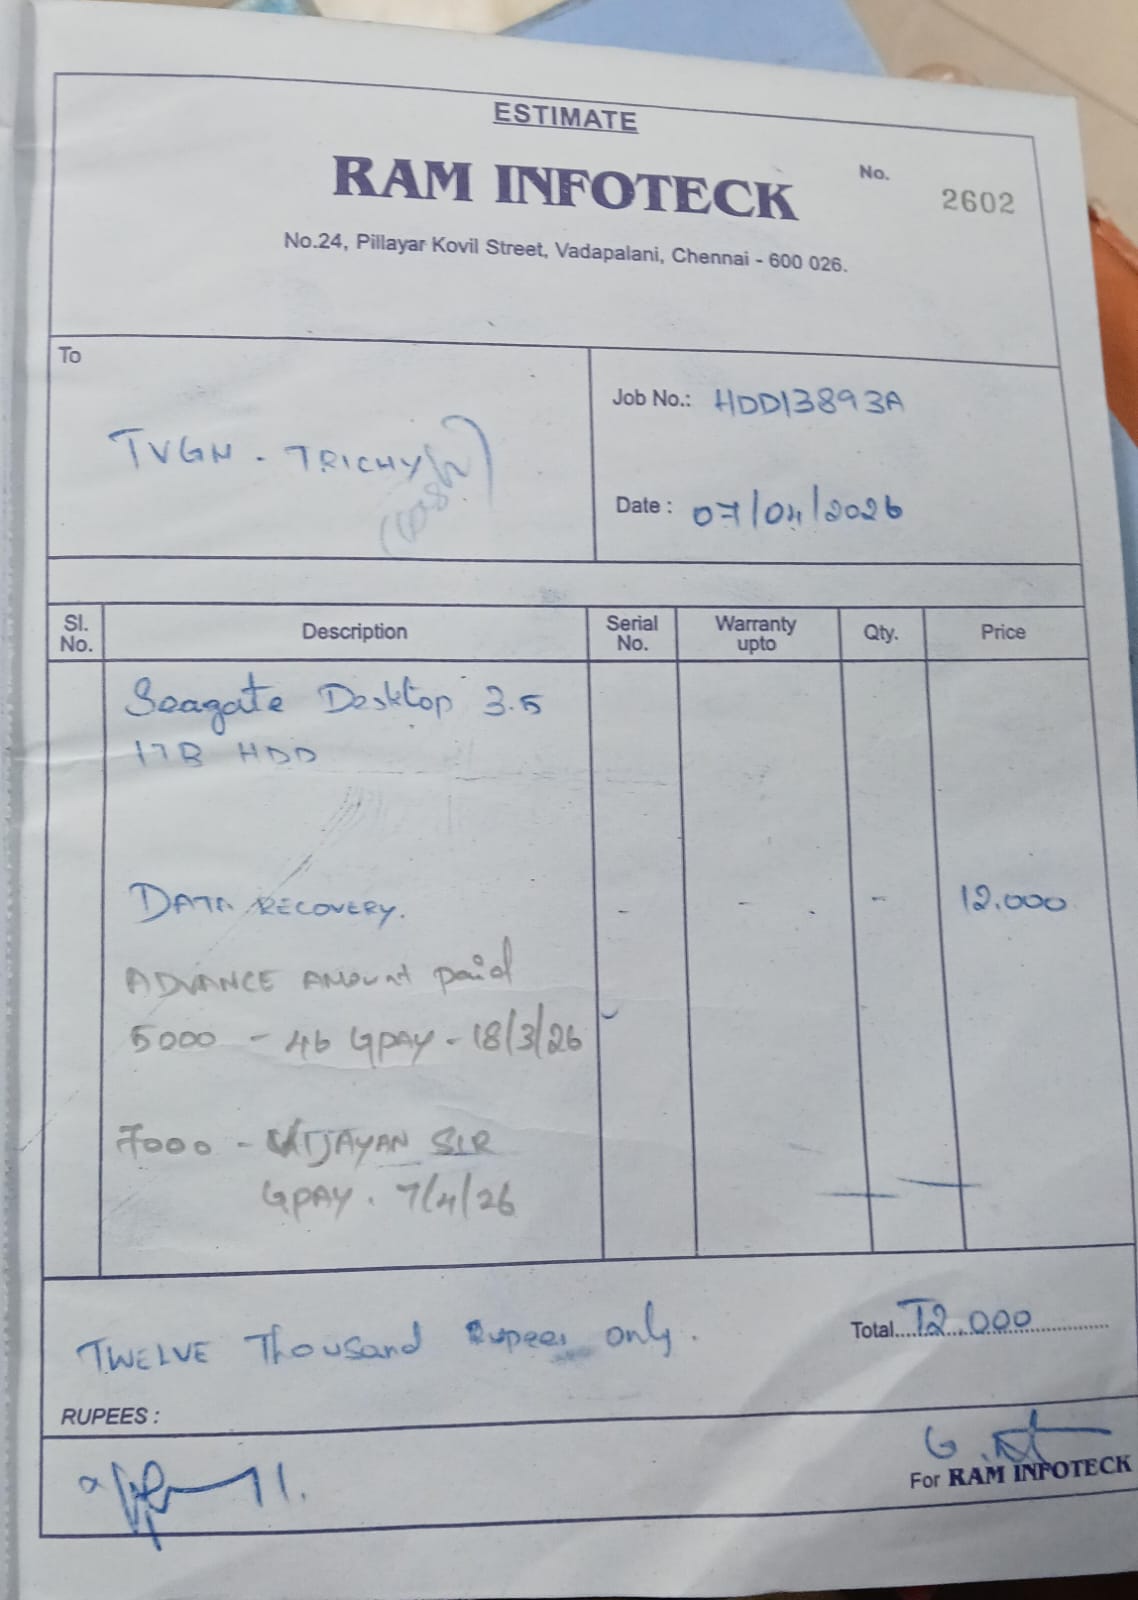 ESTIMATE
RAM INFOTECK
No.
2602
No.24, Pillayar Kovil Street, Vadapalani, Chennai - 600 026.
To
TVGN - TRICHY
(Cash)
Job No.: HDD13893A
Date : 07/04/2026
Sl. No. Description Serial No. Warranty upto Qty. Price
Seagate Desktop 3.5
1TB HDD
DATA RECOVERY. - - - 12.000
ADVANCE AMOUNT paid
5000 - 46 GPAY - 18/3/26
7000 - VIJAYAN SIR
GPAY. 7/4/26
TWELVE Thousand Rupees only.
Total 12.000
RUPEES :
For RAM INFOTECK